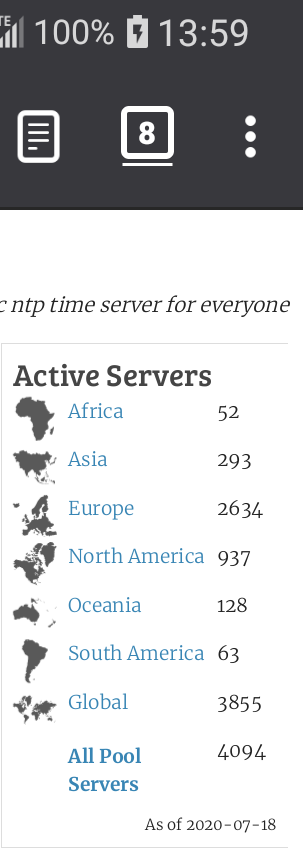 100% 13:59
8
ntp time server for everyone
Active Servers
Africa 52
Asia 293
Europe 2634
North America 937
Oceania 128
South America 63
Global 3855
All Pool 4094
Servers
As of 2020-07-18